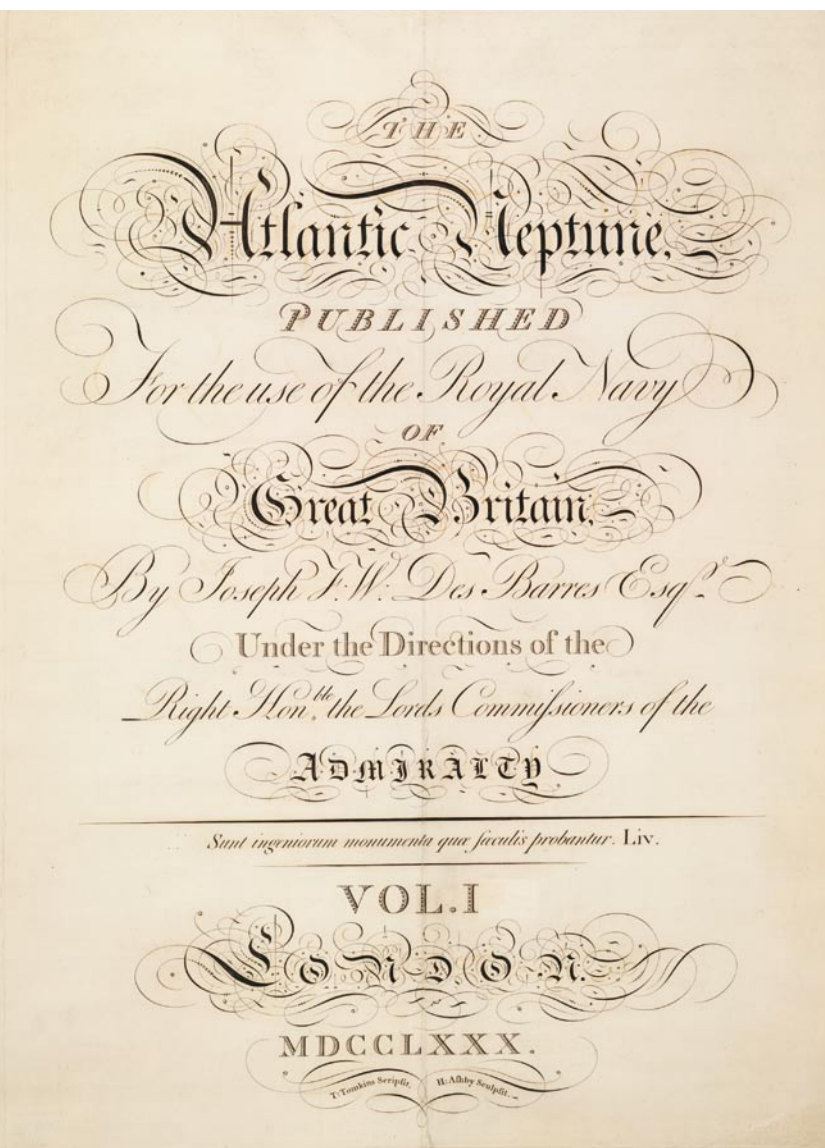 THE
Atlantic Neptune,
PUBLISHED
For the use of the Royal Navy
OF
Great Britain,
By Joseph F. W. Des Barres Esqr.
Under the Directions of the
Right Honble. the Lords Commiſsioners of the
ADMIRALTY
Sunt ingeniorum monumenta quæ ſæculis probantur. Liv.
VOL. I
LONDON.
MDCCLXXX.
T: Tomkins Scripſit. H: Aſhby Sculpſit.